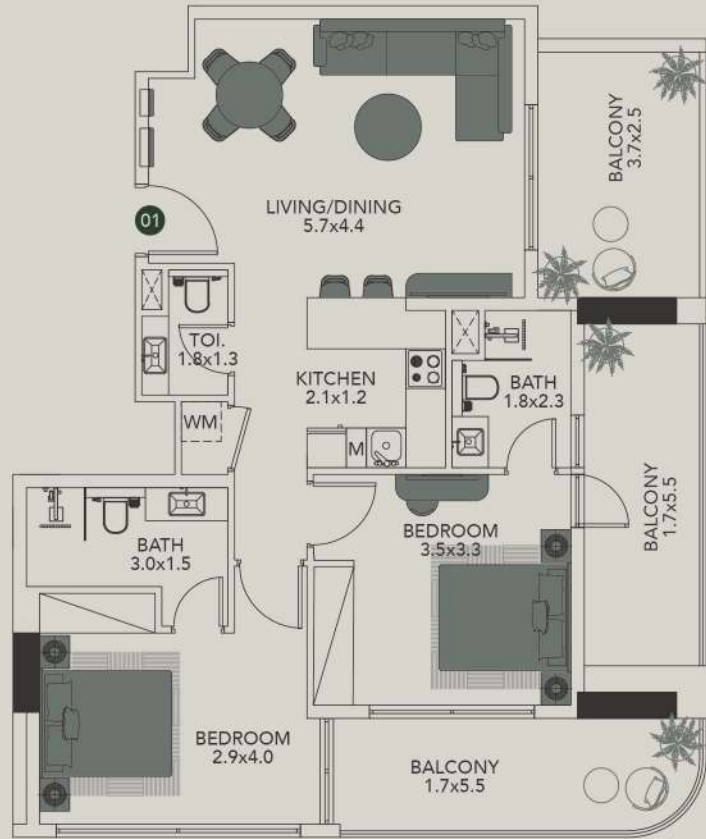 BALCONY
3.7x2.5
01
LIVING/DINING
5.7x4.4
TOI.
1.8x1.3
KITCHEN
2.1x1.2
BATH
1.8x2.3
WM
M
BALCONY
1.7x5.5
BEDROOM
3.5x3.3
BATH
3.0x1.5
BEDROOM
2.9x4.0
BALCONY
1.7x5.5